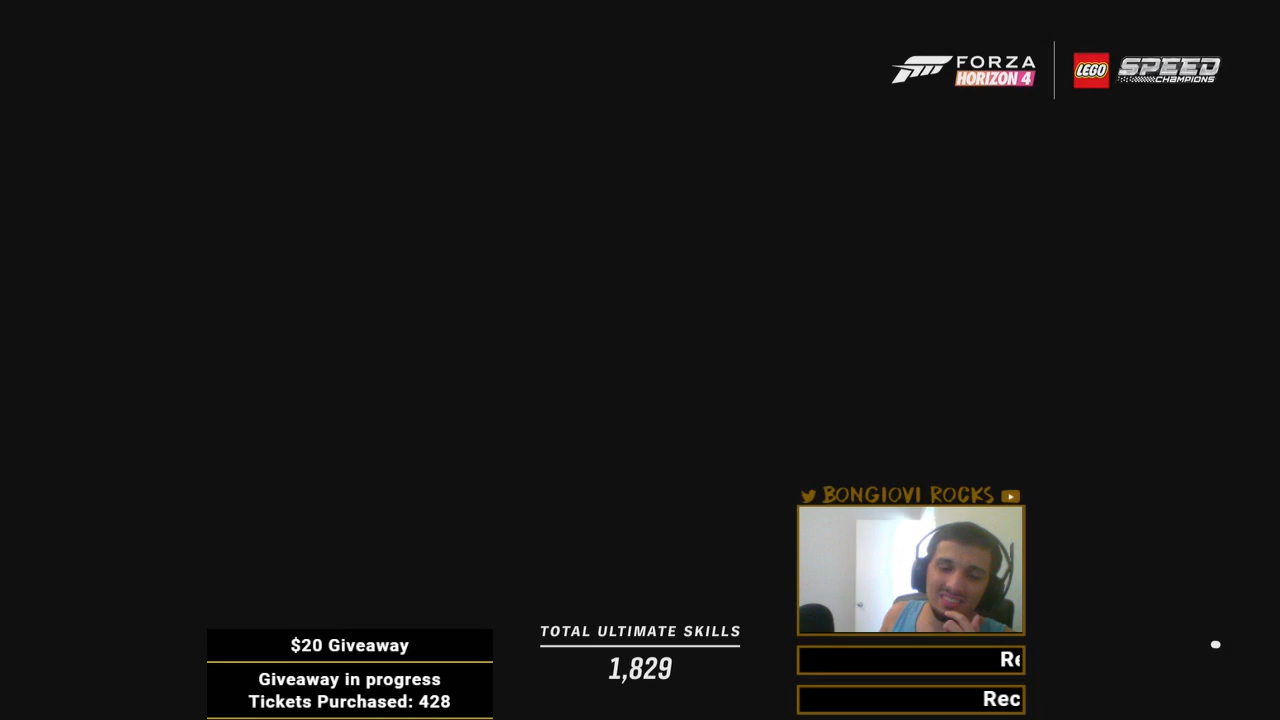 FORZA
HORIZON 4
LEGO
SPEED
CHAMPIONS
BONGIOVI ROCKS
TOTAL ULTIMATE SKILLS
1,829
$20 Giveaway
Giveaway in progress
Tickets Purchased: 428
Re
Rec